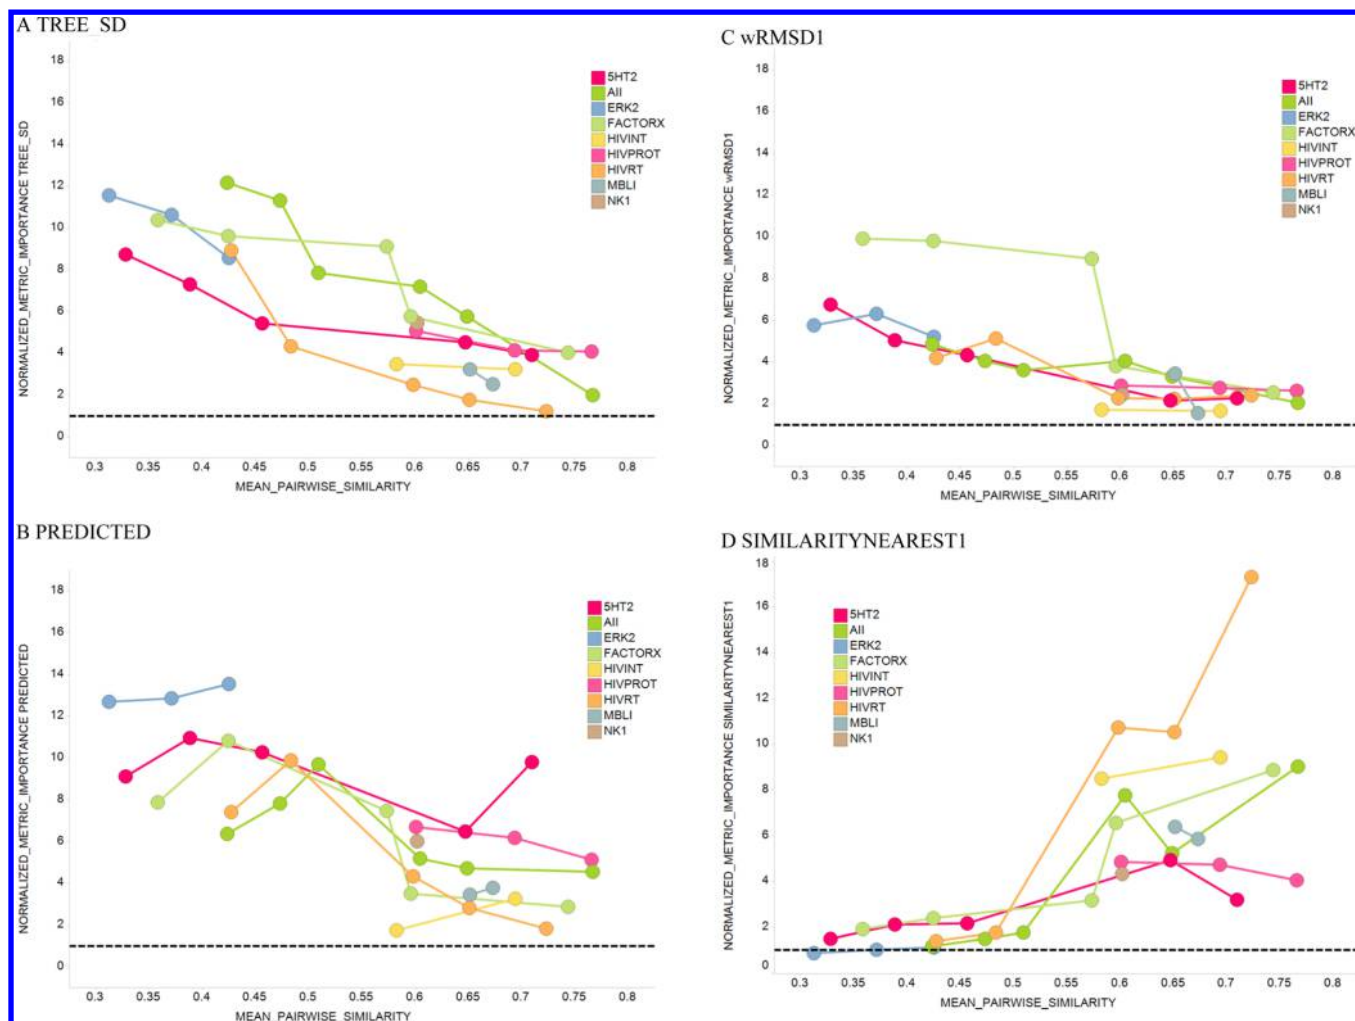 A TREE_SD
NORMALIZED_METRIC_IMPORTANCE TREE_SD
18
16
14
12
10
8
6
4
2
0
5HT2
AII
ERK2
FACTORX
HIVINT
HIVPROT
HIVRT
MBLI
NK1
0.3 0.35 0.4 0.45 0.5 0.55 0.6 0.65 0.7 0.75 0.8
MEAN_PAIRWISE_SIMILARITY
B PREDICTED
NORMALIZED_METRIC_IMPORTANCE PREDICTED
18
16
14
12
10
8
6
4
2
0
5HT2
AII
ERK2
FACTORX
HIVINT
HIVPROT
HIVRT
MBLI
NK1
0.3 0.35 0.4 0.45 0.5 0.55 0.6 0.65 0.7 0.75 0.8
MEAN_PAIRWISE_SIMILARITY
C wRMSD1
NORMALIZED_METRIC_IMPORTANCE wRMSD1
18
16
14
12
10
8
6
4
2
0
5HT2
AII
ERK2
FACTORX
HIVINT
HIVPROT
HIVRT
MBLI
NK1
0.3 0.35 0.4 0.45 0.5 0.55 0.6 0.65 0.7 0.75 0.8
MEAN_PAIRWISE_SIMILARITY
D SIMILARITYNEAREST1
NORMALIZED_METRIC_IMPORTANCE SIMILARITYNEAREST1
18
16
14
12
10
8
6
4
2
0
5HT2
AII
ERK2
FACTORX
HIVINT
HIVPROT
HIVRT
MBLI
NK1
0.3 0.35 0.4 0.45 0.5 0.55 0.6 0.65 0.7 0.75 0.8
MEAN_PAIRWISE_SIMILARITY